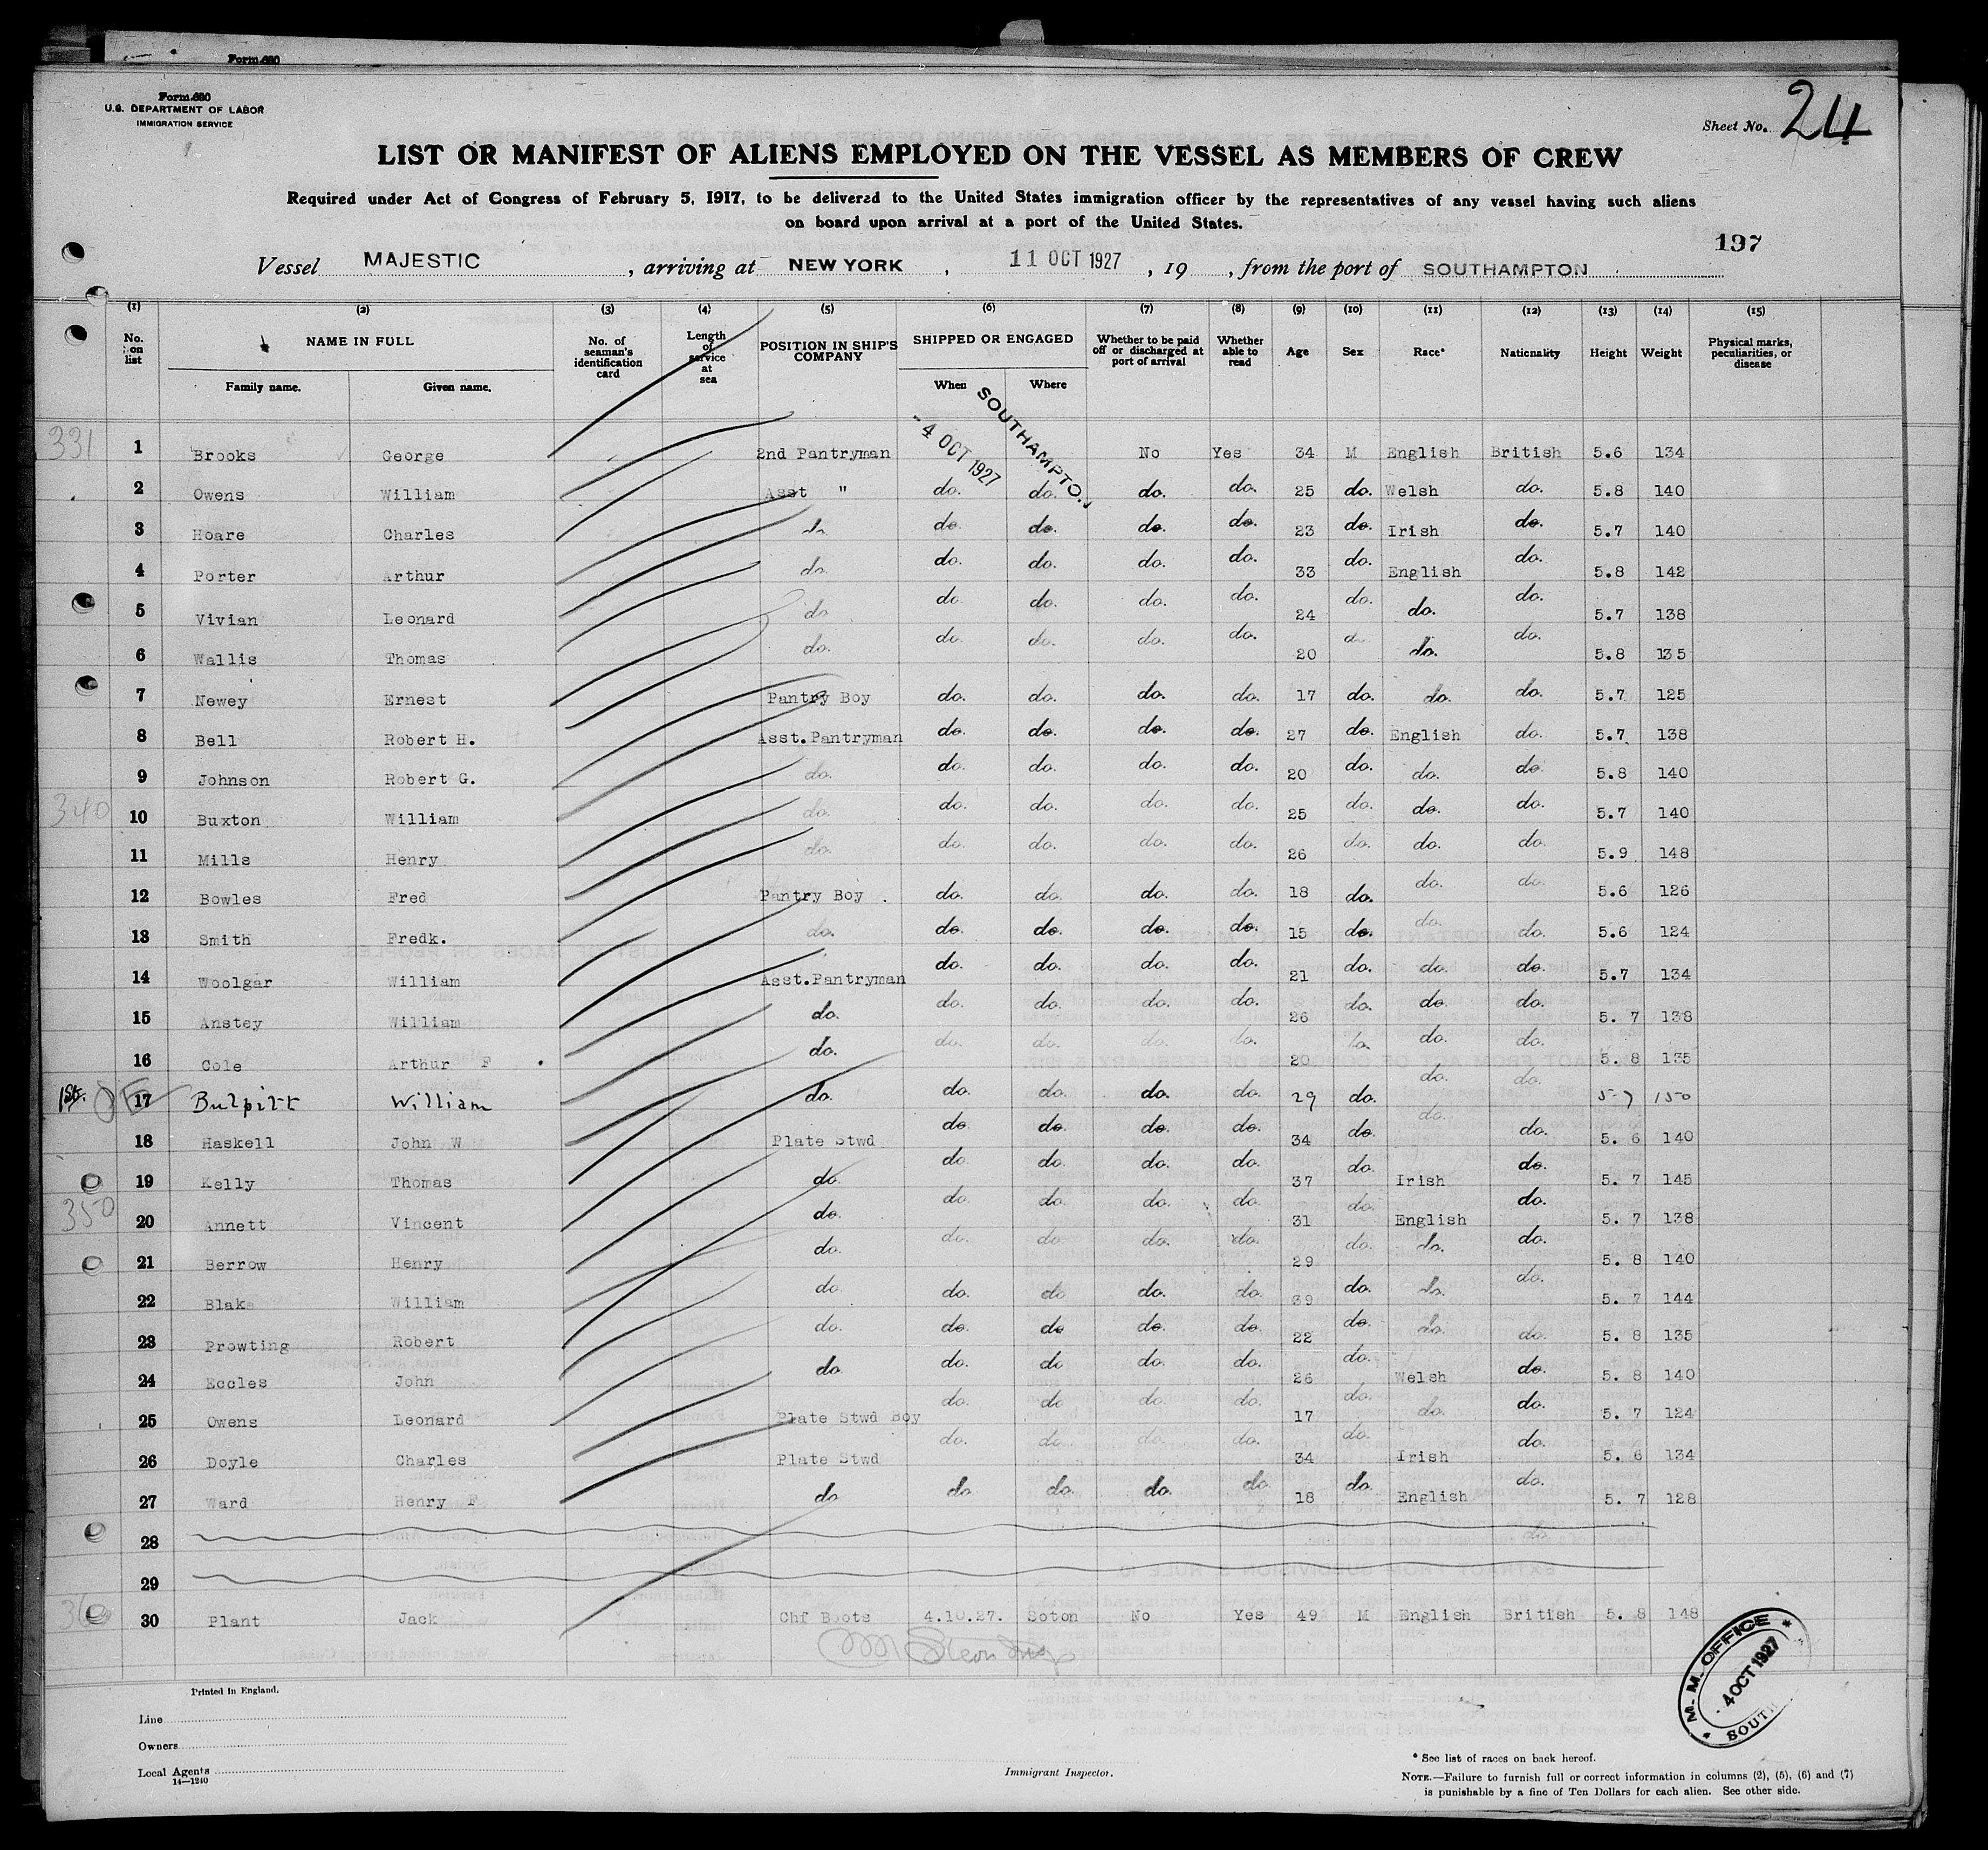 Form 680
Form 680
U.S. DEPARTMENT OF LABOR
IMMIGRATION SERVICE
Sheet No. 24
LIST OR MANIFEST OF ALIENS EMPLOYED ON THE VESSEL AS MEMBERS OF CREW
Required under Act of Congress of February 5, 1917, to be delivered to the United States immigration officer by the representatives of any vessel having such aliens
on board upon arrival at a port of the United States.
197
Vessel MAJESTIC, arriving at NEW YORK, 11 OCT 1927, 19 , from the port of SOUTHAMPTON
(1) (2) (3) (4) (5) (6) (7) (8) (9) (10) (11) (12) (13) (14) (15)
No. on list NAME IN FULL Family name. Given name. No. of seaman's identification card Length of service at sea POSITION IN SHIP'S COMPANY SHIPPED OR ENGAGED When Where Whether to be paid off or discharged at port of arrival Whether able to read Age Sex Race* Nationality Height Weight Physical marks, peculiarities, or disease
-4 OCT 1927 SOUTHAMPTO.
331 1 Brooks George 2nd Pantryman No Yes 34 M English British 5.6 134
2 Owens William Asst " do. do. do. do. 25 do. Welsh do. 5.8 140
3 Hoare Charles do. do. do. do. do. 23 do. Irish do. 5.7 140
4 Porter Arthur do. do. do. do. do. 33 do. English do. 5.8 142
5 Vivian Leonard do. do. do. do. do. 24 do. do. do. 5.7 138
6 Wallis Thomas do. do. do. do. do. 20 do. do. do. 5.8 135
7 Newey Ernest Pantry Boy do. do. do. do. 17 do. do. do. 5.7 125
8 Bell Robert H. Asst.Pantryman do. do. do. do. 27 do. English do. 5.7 138
9 Johnson Robert G. do. do. do. do. do. 20 do. do. do. 5.8 140
340 10 Buxton William do. do. do. do. do. 25 do. do. do. 5.7 140
11 Mills Henry do. do. do. do. do. 26 do. do. do. 5.9 148
12 Bowles Fred Pantry Boy . do. do. do. do. 18 do. do. do. 5.6 126
13 Smith Fredk. do. do. do. do. do. 15 do. do. do. 5.6 124
14 Woolgar William Asst.Pantryman do. do. do. do. 21 do. do. do. 5.7 134
15 Anstey William do. do. do. do. do. 26 do. do. do. 5. 7 138
16 Cole Arthur F do. do. do. do. do. 20 do. do. do. 5. 8 135
1st. 17 Bulpitt William do. do. do. do. do. 29 do. do. do. 5-7 150
18 Haskell John W Plate Stwd do. do. do. do. 34 do. do. do. 5. 6 140
19 Kelly Thomas do. do. do. do. do. 37 do. Irish do. 5. 7 145
350 20 Annett Vincent do. do. do. do. do. 31 do. English do. 5. 7 138
21 Berrow Henry do. do. do. do. do. 29 do. do. do. 5. 8 140
22 Blake William do do. do do. do. 39 do. do. do. 5. 7 144
23 Prowting Robert do. do. do do. do. 22 do. do. do. 5. 8 135
24 Eccles John do. do. do do. do. 26 do. Welsh do. 5. 8 140
25 Owens Leonard Plate Stwd Boy do. do do. do. 17 do. do. do. 5. 7 124
26 Doyle Charles Plate Stwd do. do. do. do. 34 do. Irish do. 5. 6 134
27 Ward Henry F do. do. do. do. do. 18 do. English do. 5. 7 128
28 do.
29
360 30 Plant Jack Chf Boots 4.10.27. Soton No Yes 49 M English British 5. 8 148
M. M. OFFICE
4 OCT 1927
SOUT
Printed in England.
Line
Owners
Local Agents
14—1240
Immigrant Inspector.
* See list of races on back hereof.
NOTE.—Failure to furnish full or correct information in columns (2), (5), (6) and (7)
is punishable by a fine of Ten Dollars for each alien. See other side.